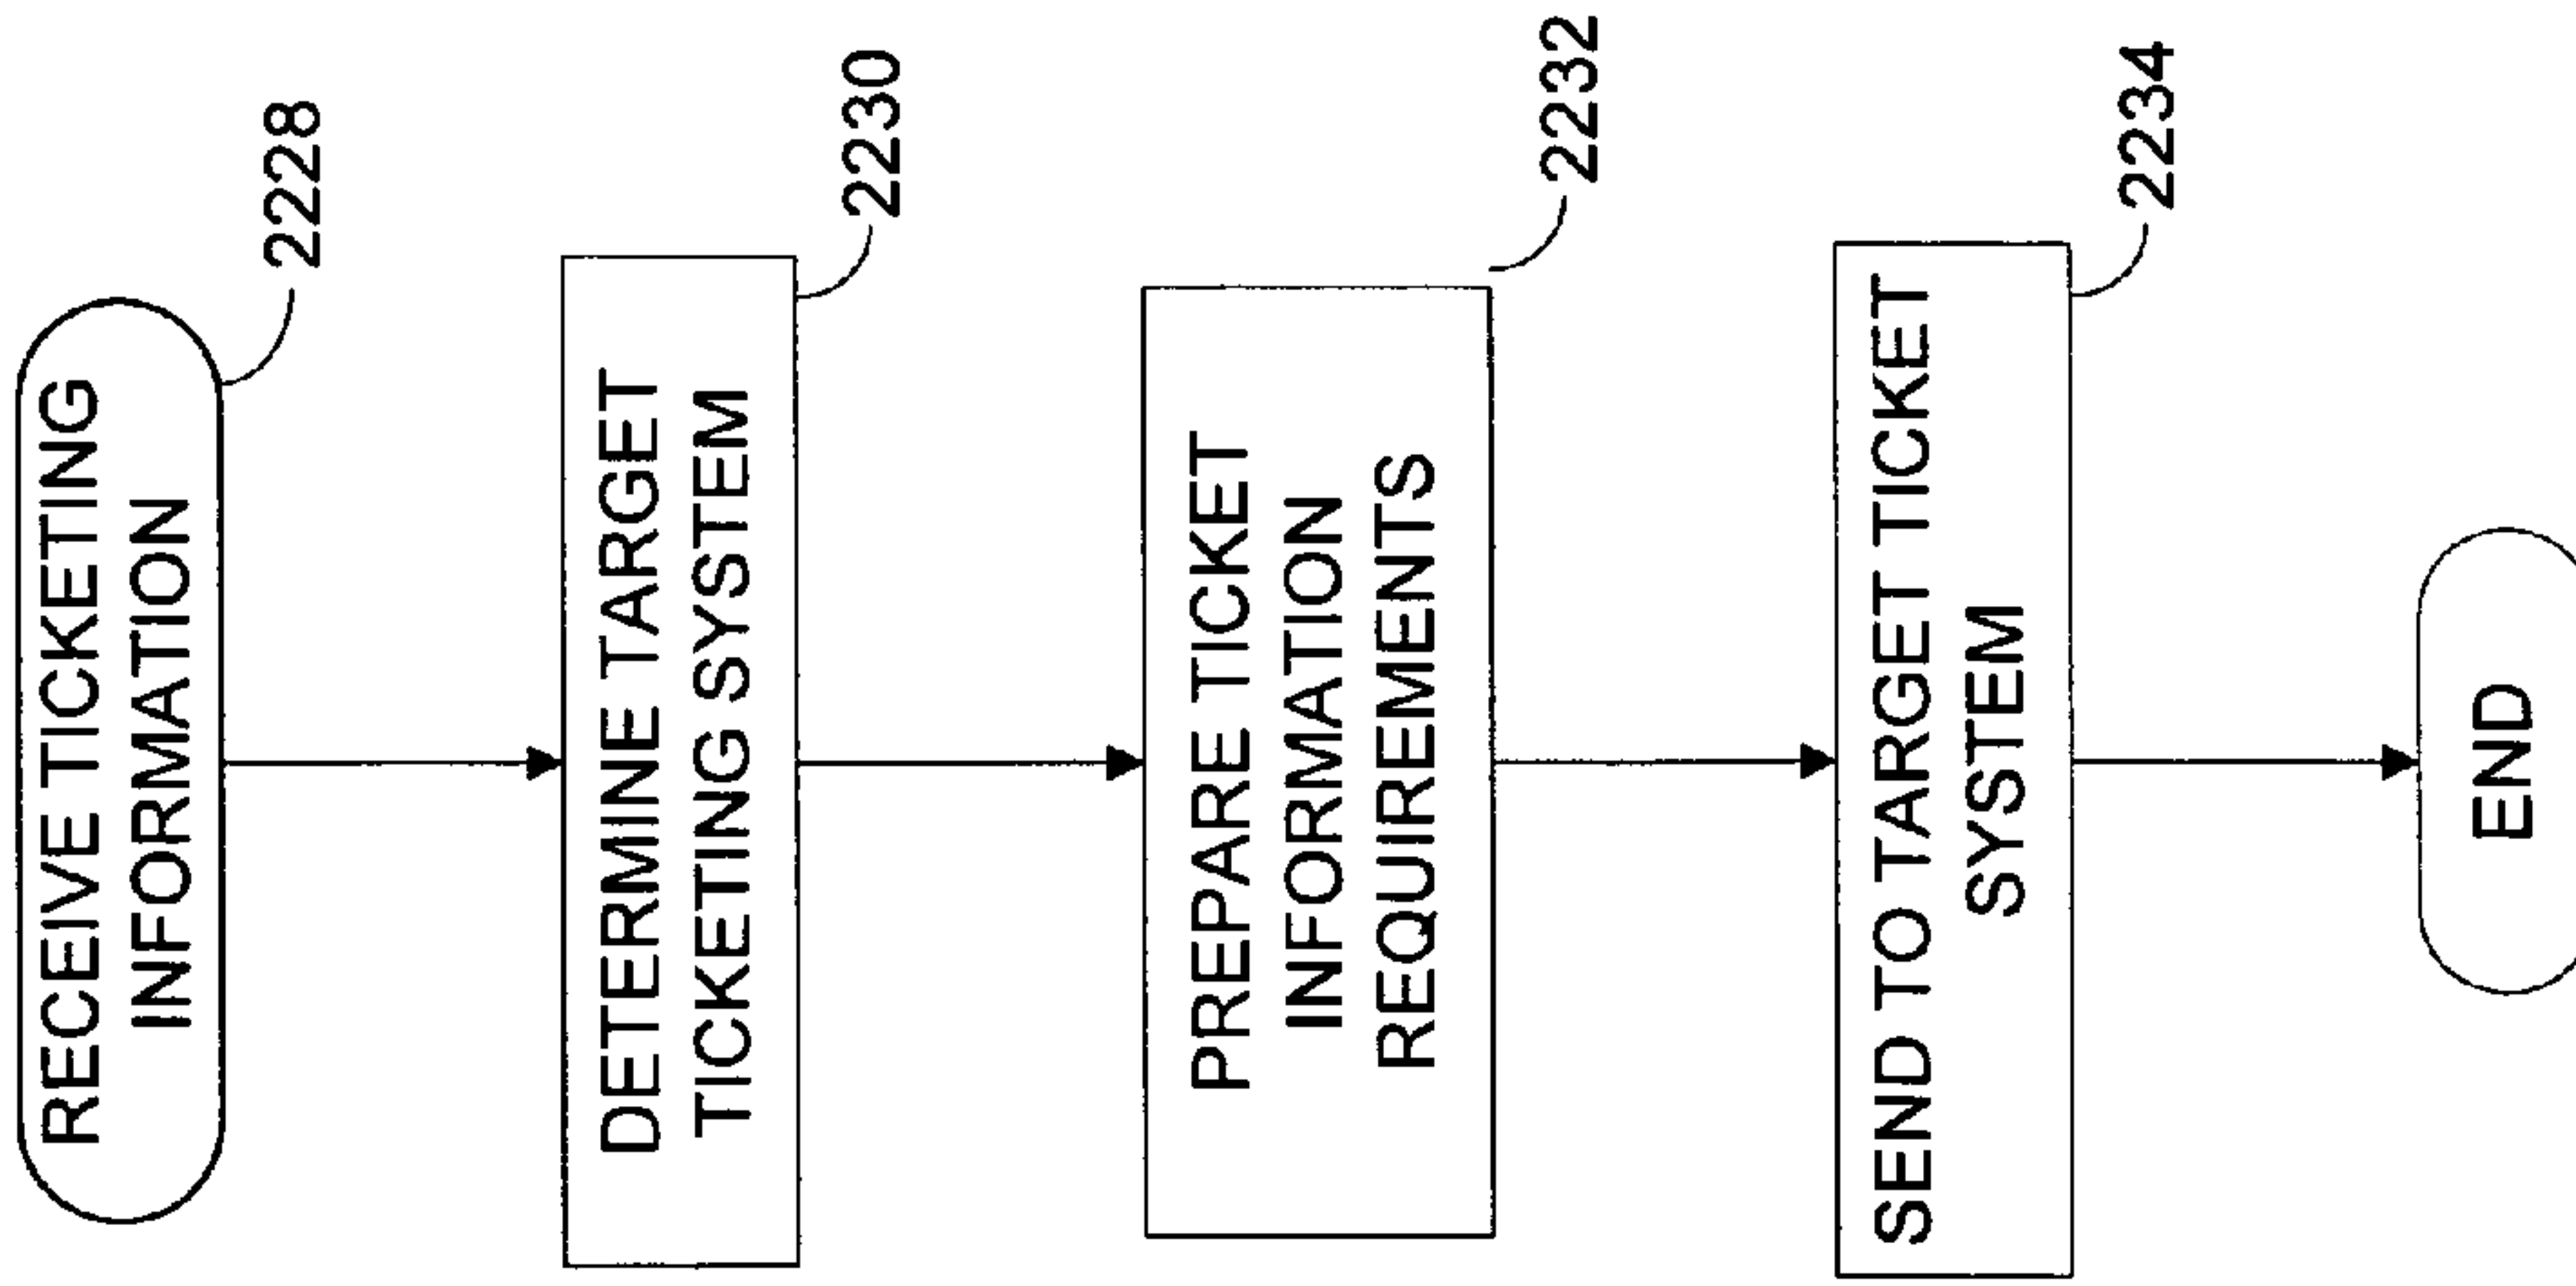 RECEIVE TICKETING
INFORMATION
2228
DETERMINE TARGET
TICKETING SYSTEM
2230
PREPARE TICKET
INFORMATION
REQUIREMENTS
2232
SEND TO TARGET TICKET
SYSTEM
2234
END